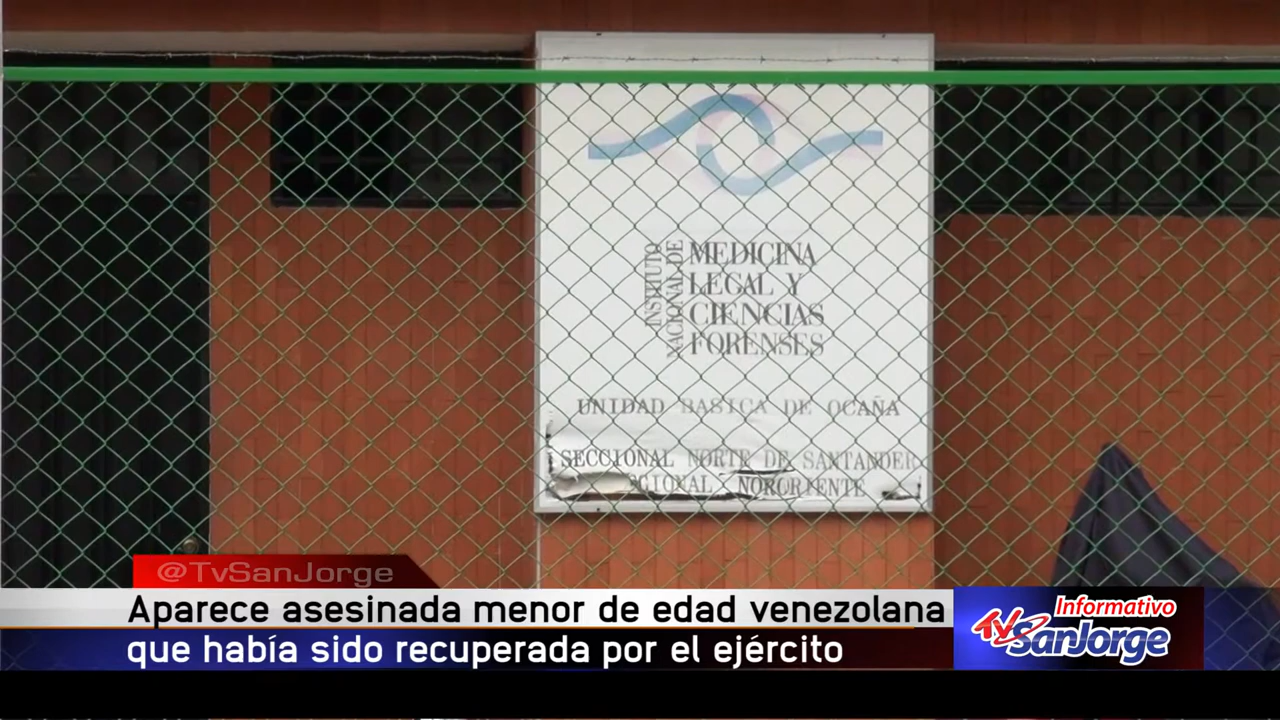 INSTITUTO
NACIONAL DE
MEDICINA
LEGAL Y
CIENCIAS
FORENSES
UNIDAD BASICA DE OCAÑA
SECCIONAL NORTE DE SANTANDER
NORORIENTE
@TvSanJorge
Aparece asesinada menor de edad venezolana
que había sido recuperada por el ejército
Informativo
TV SanJorge